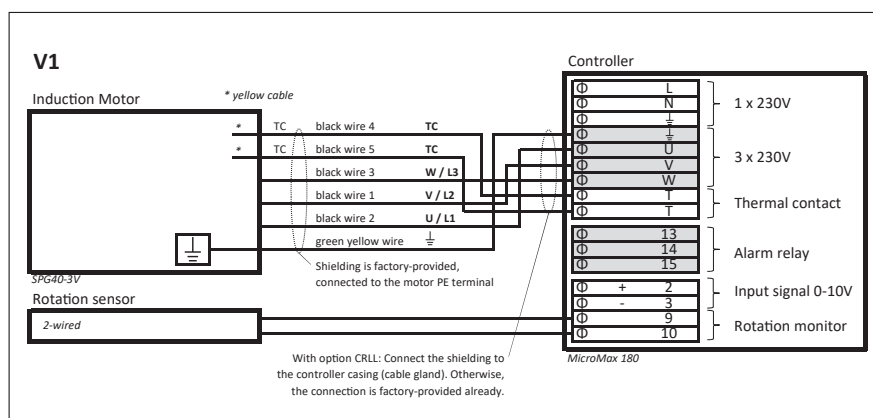 V1
Controller
Induction Motor
* yellow cable
* TC black wire 4 TC
* TC black wire 5 TC
black wire 3 W / L3
black wire 1 V / L2
black wire 2 U / L1
green yellow wire ⏚
⏚
Shielding is factory-provided,
connected to the motor PE terminal
SPG40-3V
Rotation sensor
2-wired
With option CRLL: Connect the shielding to
the controller casing (cable gland). Otherwise,
the connection is factory-provided already.
L
N
⏚
1 x 230V
⏚
U
V
W
3 x 230V
T
T
Thermal contact
13
14
15
Alarm relay
+ 2
- 3
Input signal 0-10V
9
10
Rotation monitor
MicroMax 180